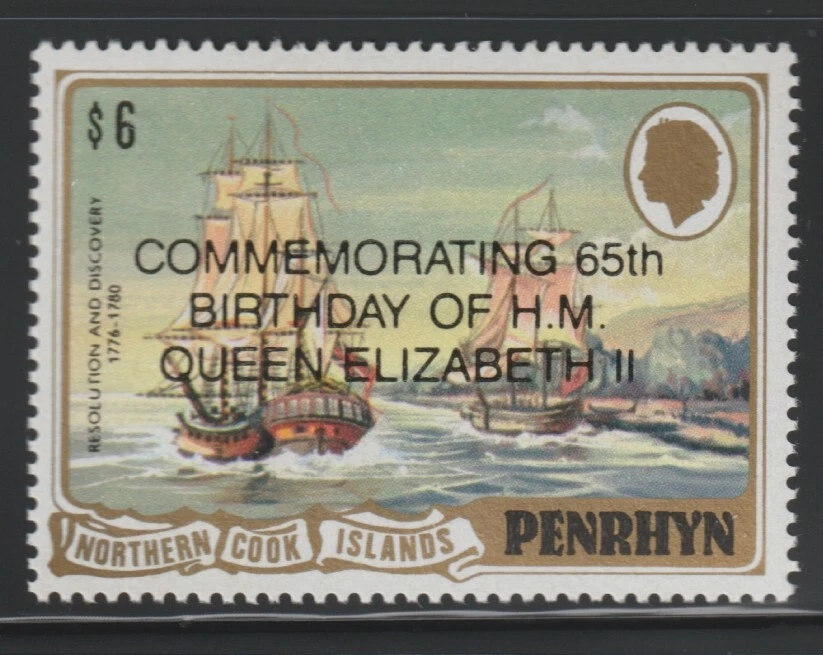 $6
RESOLUTION AND DISCOVERY
1776-1780
COMMEMORATING 65th
BIRTHDAY OF H.M.
QUEEN ELIZABETH II
NORTHERN COOK ISLANDS
PENRHYN